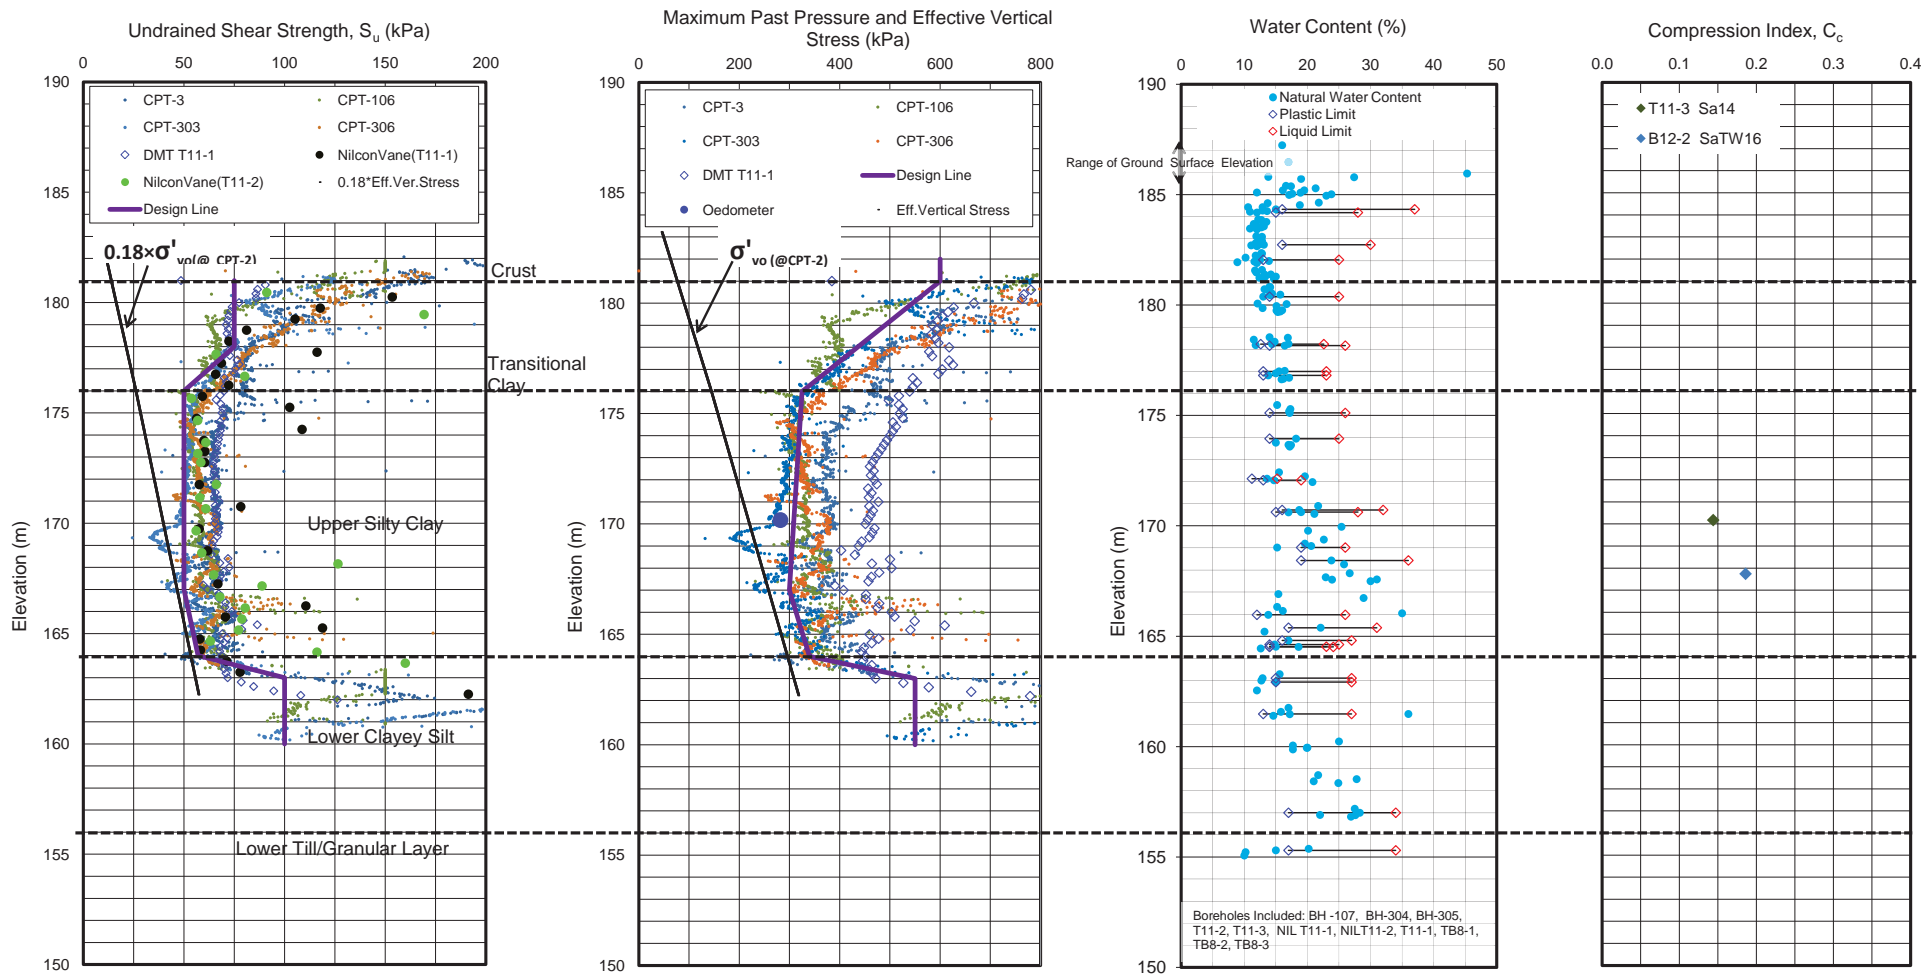 Undrained Shear Strength, Su (kPa)
0 50 100 150 200
190
185
180
175
170
165
160
155
150
Elevation (m)
CPT-3
CPT-106
CPT-303
CPT-306
DMT T11-1
NilconVane(T11-1)
NilconVane(T11-2)
0.18*Eff.Ver.Stress
Design Line
0.18×σ'vo(@ CPT-2)
Crust
Transitional
Clay
Upper Silty Clay
Lower Clayey Silt
Lower Till/Granular Layer
Maximum Past Pressure and Effective Vertical
Stress (kPa)
0 200 400 600 800
190
185
180
175
170
165
160
155
150
Elevation (m)
CPT-3
CPT-106
CPT-303
CPT-306
DMT T11-1
Design Line
Oedometer
Eff.Vertical Stress
σ'vo (@CPT-2)
Water Content (%)
0 10 20 30 40 50
190
185
180
175
170
165
160
155
150
Elevation (m)
Natural Water Content
Plastic Limit
Liquid Limit
Range of Ground Surface Elevation
Boreholes Included: BH -107, BH-304, BH-305,
T11-2, T11-3, NIL T11-1, NILT11-2, T11-1, TB8-1,
TB8-2, TB8-3
Compression Index, Cc
0.0 0.1 0.2 0.3 0.4
T11-3 Sa14
B12-2 SaTW16